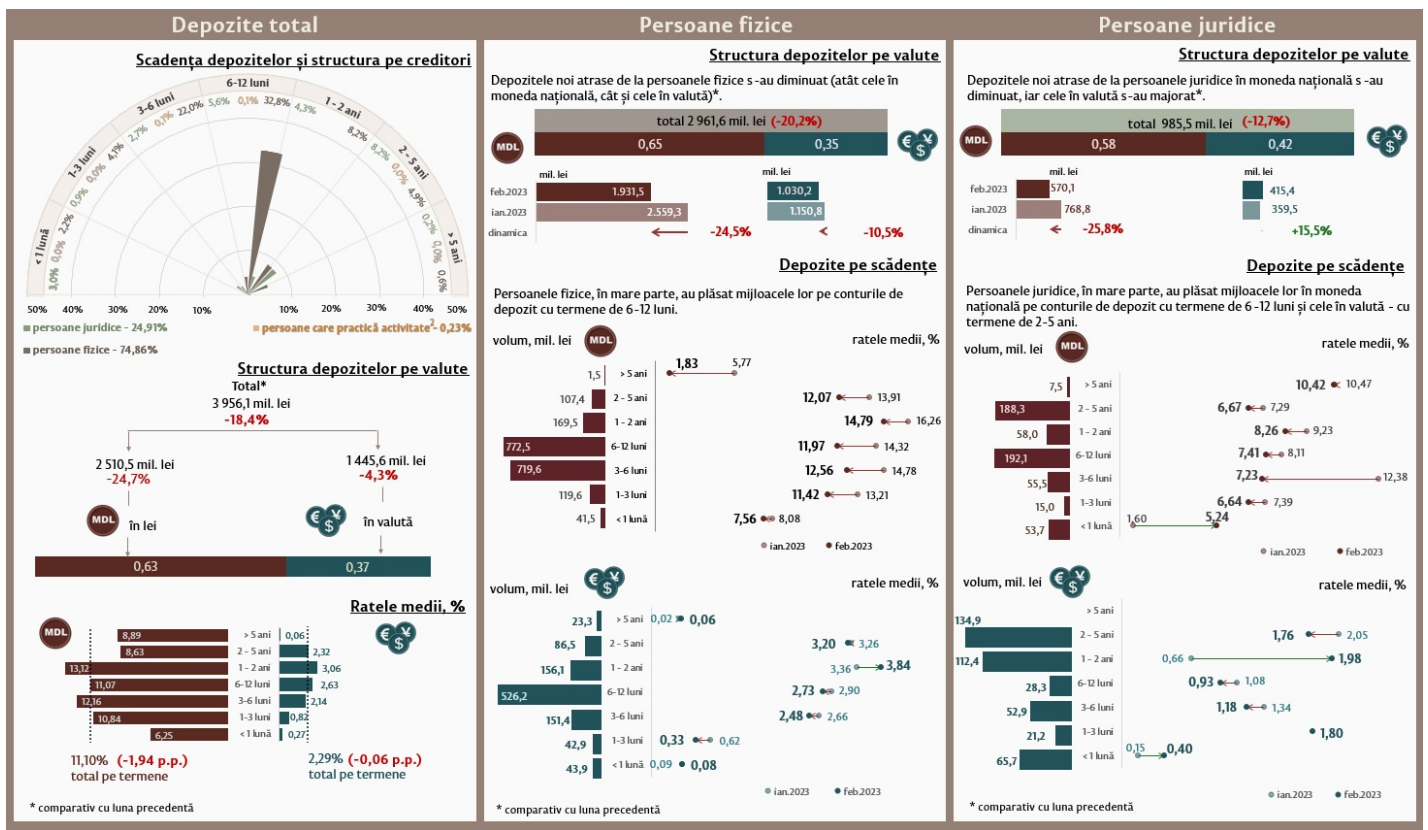 Depozite total
Scadența depozitelor și structura pe creditori
< 1 lună
3,0%
0,0%
2,2%
1-3 luni
0,9%
0,0%
4,1%
3-6 luni
2,7%
0,1%
22,0%
6-12 luni
5,6%
0,1%
32,8%
1 - 2 ani
4,3%
8,2%
2 - 5 ani
8,2%
0,0%
4,9%
> 5 ani
0,2%
0,0%
0,6%
50% 40% 30% 20% 10% 10% 20% 30% 40% 50%
persoane juridice - 24,91%
persoane care practică activitate2 - 0,23%
persoane fizice - 74,86%
Structura depozitelor pe valute
Total*
3 956,1 mil. lei
-18,4%
2 510,5 mil. lei
-24,7%
1 445,6 mil. lei
-4,3%
MDL în lei
€ ¥ $ în valută
0,63 0,37
Ratele medii, %
MDL
€ ¥ $
8,89 > 5 ani 0,06
8,63 2 - 5 ani 2,32
13,12 1 - 2 ani 3,06
11,07 6-12 luni 2,63
12,16 3-6 luni 2,14
10,84 1-3 luni 0,82
6,25 < 1 lună 0,27
11,10% (-1,94 p.p.)
total pe termene
2,29% (-0,06 p.p.)
total pe termene
* comparativ cu luna precedentă
Persoane fizice
Structura depozitelor pe valute
Depozitele noi atrase de la persoanele fizice s-au diminuat (atât cele în
moneda națională, cât și cele în valută)*.
total 2 961,6 mil. lei (-20,2%)
MDL 0,65 0,35 € ¥ $
mil. lei mil. lei
feb.2023 1.931,5 1.030,2
ian.2023 2.559,3 1.150,8
dinamica -24,5% -10,5%
Depozite pe scădențe
Persoanele fizice, în mare parte, au plăsat mijloacele lor pe conturile de
depozit cu termene de 6-12 luni.
volum, mil. lei MDL ratele medii, %
1,5 > 5 ani 1,83 5,77
107,4 2 - 5 ani 12,07 13,91
169,5 1 - 2 ani 14,79 16,26
772,5 6-12 luni 11,97 14,32
719,6 3-6 luni 12,56 14,78
119,6 1-3 luni 11,42 13,21
41,5 < 1 lună 7,56 8,08
ian.2023 feb.2023
volum, mil. lei € ¥ $ ratele medii, %
23,3 > 5 ani 0,02 0,06
86,5 2 - 5 ani 3,20 3,26
156,1 1 - 2 ani 3,36 3,84
526,2 6-12 luni 2,73 2,90
151,4 3-6 luni 2,48 2,66
42,9 1-3 luni 0,33 0,62
43,9 < 1 lună 0,09 0,08
ian.2023 feb.2023
* comparativ cu luna precedentă
Persoane juridice
Structura depozitelor pe valute
Depozitele noi atrase de la persoanele juridice în moneda națională s-au
diminuat, iar cele în valută s-au majorat*.
total 985,5 mil. lei (-12,7%)
MDL 0,58 0,42 € ¥ $
mil. lei mil. lei
feb.2023 570,1 415,4
ian.2023 768,8 359,5
dinamica -25,8% +15,5%
Depozite pe scădențe
Persoanele juridice, în mare parte, au plăsat mijloacele lor în moneda
națională pe conturile de depozit cu termene de 6-12 luni și cele în valută - cu
termene de 2-5 ani.
volum, mil. lei MDL ratele medii, %
7,5 > 5 ani 10,42 10,47
188,3 2 - 5 ani 6,67 7,29
58,0 1 - 2 ani 8,26 9,23
192,1 6-12 luni 7,41 8,11
55,5 3-6 luni 7,23 12,38
15,0 1-3 luni 6,64 7,39
53,7 < 1 lună 1,60 5,24
ian.2023 feb.2023
volum, mil. lei € ¥ $ ratele medii, %
> 5 ani
134,9 2 - 5 ani 1,76 2,05
112,4 1 - 2 ani 0,66 1,98
28,3 6-12 luni 0,93 1,08
52,9 3-6 luni 1,18 1,34
21,2 1-3 luni 1,80
65,7 < 1 lună 0,15 0,40
ian.2023 feb.2023
* comparativ cu luna precedentă